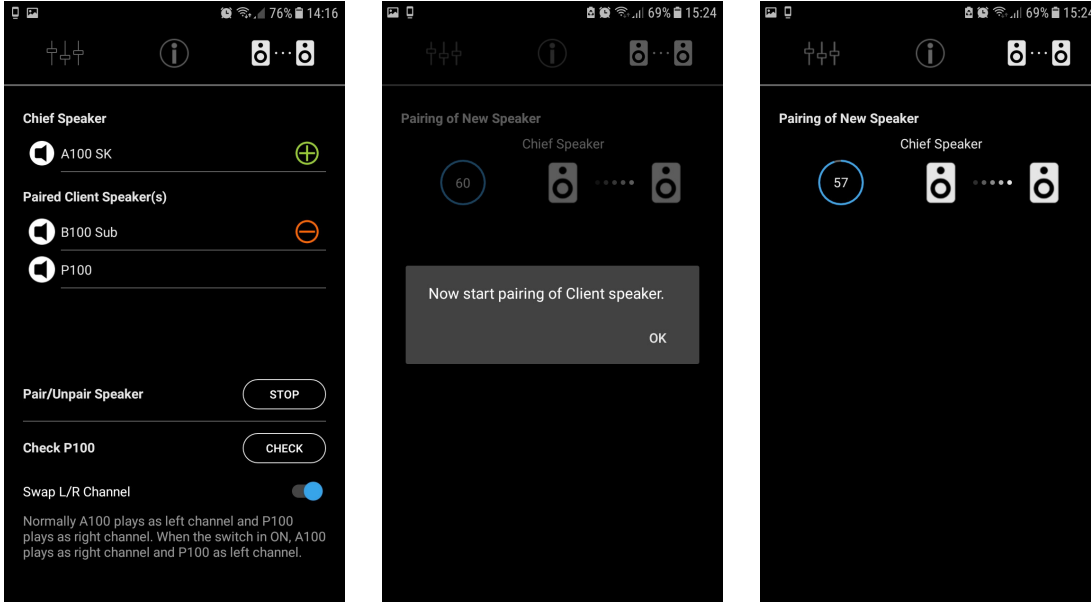 76% 14:16
Chief Speaker
A100 SK
Paired Client Speaker(s)
B100 Sub
P100
Pair/Unpair Speaker
STOP
Check P100
CHECK
Swap L/R Channel
Normally A100 plays as left channel and P100
plays as right channel. When the switch in ON, A100
plays as right channel and P100 as left channel.
69% 15:24
Pairing of New Speaker
Chief Speaker
60
Now start pairing of Client speaker.
OK
69% 15:24
Pairing of New Speaker
Chief Speaker
57